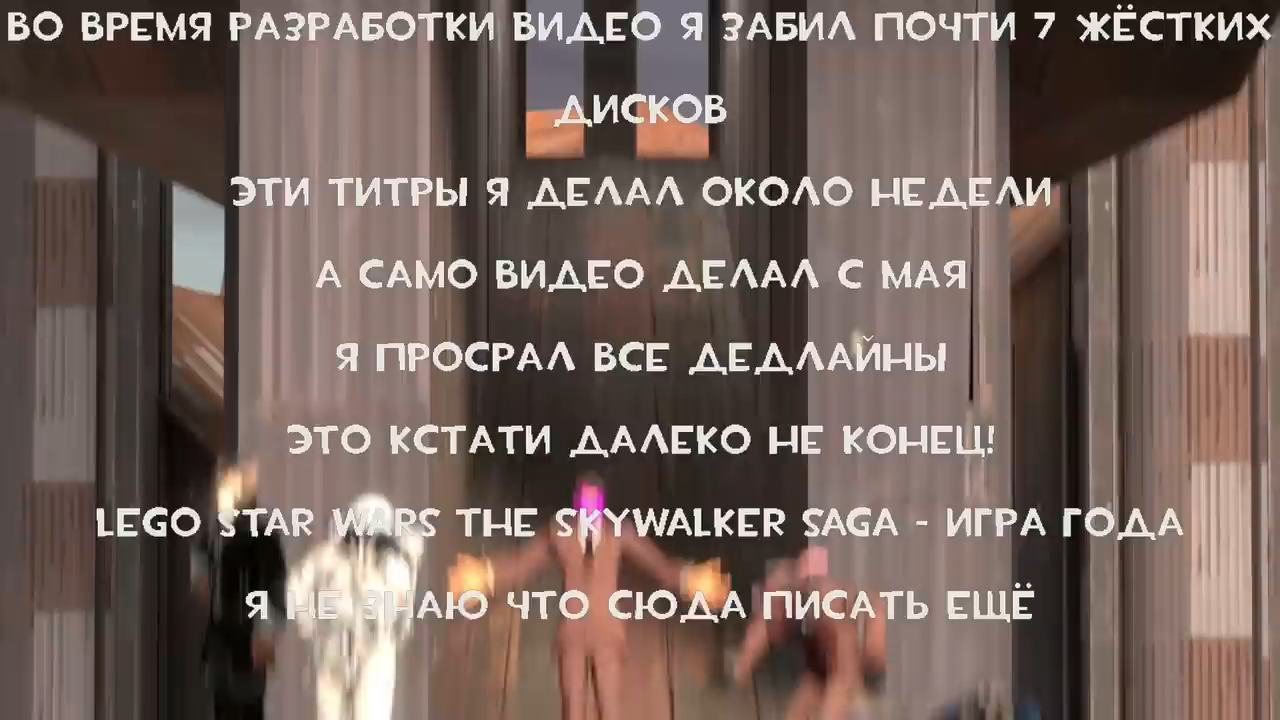 ВО ВРЕМЯ РАЗРАБОТКИ ВИДЕО Я ЗАБИЛ ПОЧТИ 7 ЖЁСТКИХ
ДИСКОВ
ЭТИ ТИТРЫ Я ДЕЛАЛ ОКОЛО НЕДЕЛИ
А САМО ВИДЕО ДЕЛАЛ С МАЯ
Я ПРОСРАЛ ВСЕ ДЕДЛАЙНЫ
ЭТО КСТАТИ ДАЛЕКО НЕ КОНЕЦ!
LEGO STAR WARS THE SKYWALKER SAGA - ИГРА ГОДА
Я НЕ ЗНАЮ ЧТО СЮДА ПИСАТЬ ЕЩЁ